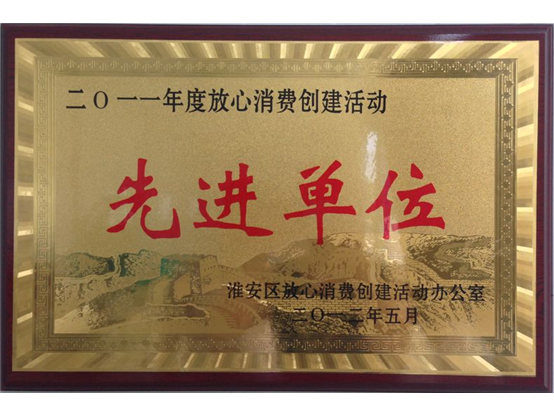 二〇一一年度放心消费创建活动
先进单位
淮安区放心消费创建活动办公室
二〇一二年五月